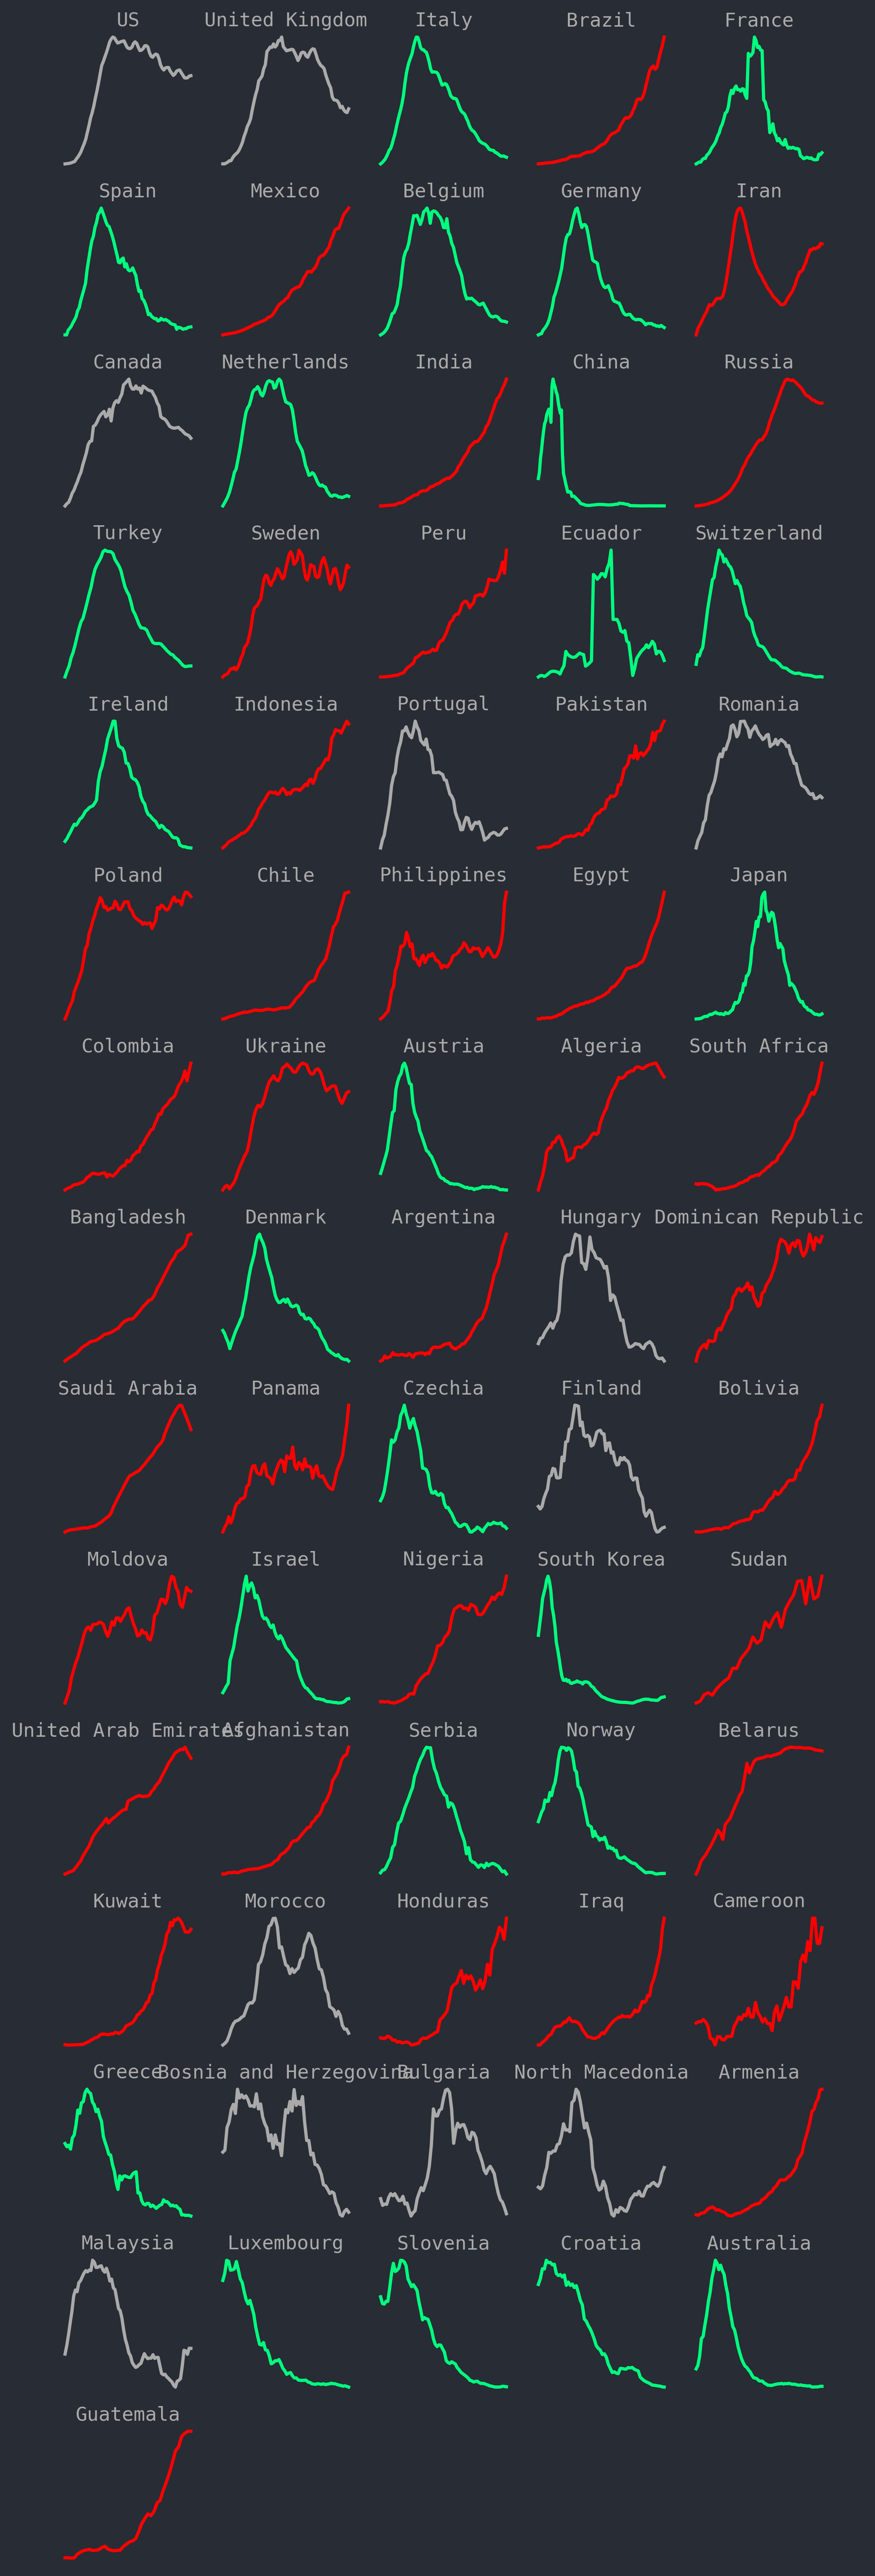 US United Kingdom Italy Brazil France
Spain Mexico Belgium Germany Iran
Canada Netherlands India China Russia
Turkey Sweden Peru Ecuador Switzerland
Ireland Indonesia Portugal Pakistan Romania
Poland Chile Philippines Egypt Japan
Colombia Ukraine Austria Algeria South Africa
Bangladesh Denmark Argentina Hungary Dominican Republic
Saudi Arabia Panama Czechia Finland Bolivia
Moldova Israel Nigeria South Korea Sudan
United Arab Emirates Afghanistan Serbia Norway Belarus
Kuwait Morocco Honduras Iraq Cameroon
Greece Bosnia and Herzegovina Bulgaria North Macedonia Armenia
Malaysia Luxembourg Slovenia Croatia Australia
Guatemala